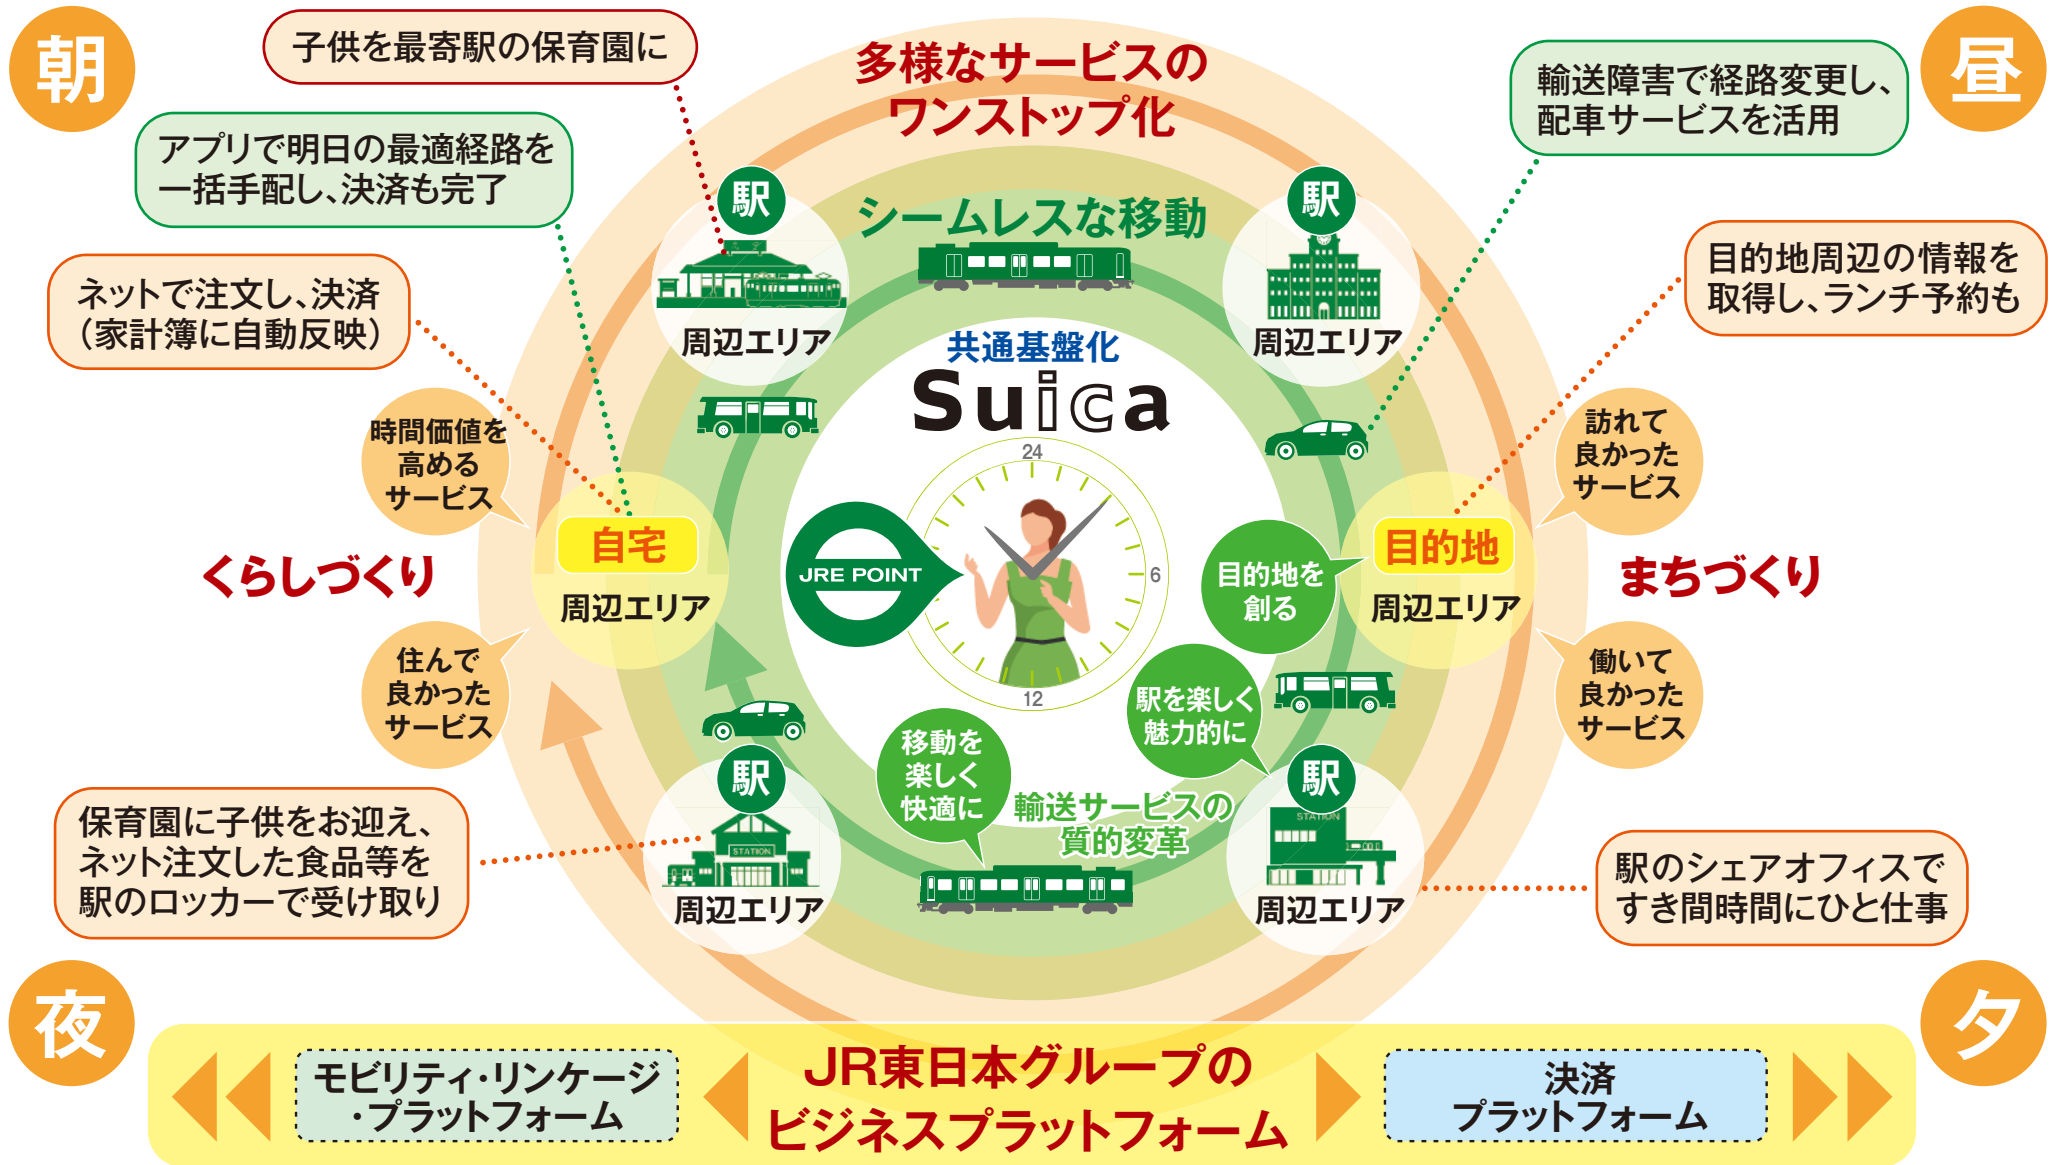 朝
子供を最寄駅の保育園に
多様なサービスの
ワンストップ化
輸送障害で経路変更し、
配車サービスを活用
昼
アプリで明日の最適経路を
一括手配し、決済も完了
駅
周辺エリア
シームレスな移動
駅
周辺エリア
ネットで注文し、決済
（家計簿に自動反映）
目的地周辺の情報を
取得し、ランチ予約も
共通基盤化
Suica
24
6
12
JRE POINT
時間価値を
高める
サービス
訪れて
良かった
サービス
くらしづくり
自宅
周辺エリア
目的地を
創る
目的地
周辺エリア
まちづくり
住んで
良かった
サービス
働いて
良かった
サービス
駅を楽しく
魅力的に
移動を
楽しく
快適に
輸送サービスの
質的変革
保育園に子供をお迎え、
ネット注文した食品等を
駅のロッカーで受け取り
駅
STATION
周辺エリア
駅
STATION
周辺エリア
駅のシェアオフィスで
すき間時間にひと仕事
夜
夕
モビリティ・リンケージ
・プラットフォーム
JR東日本グループの
ビジネスプラットフォーム
決済
プラットフォーム